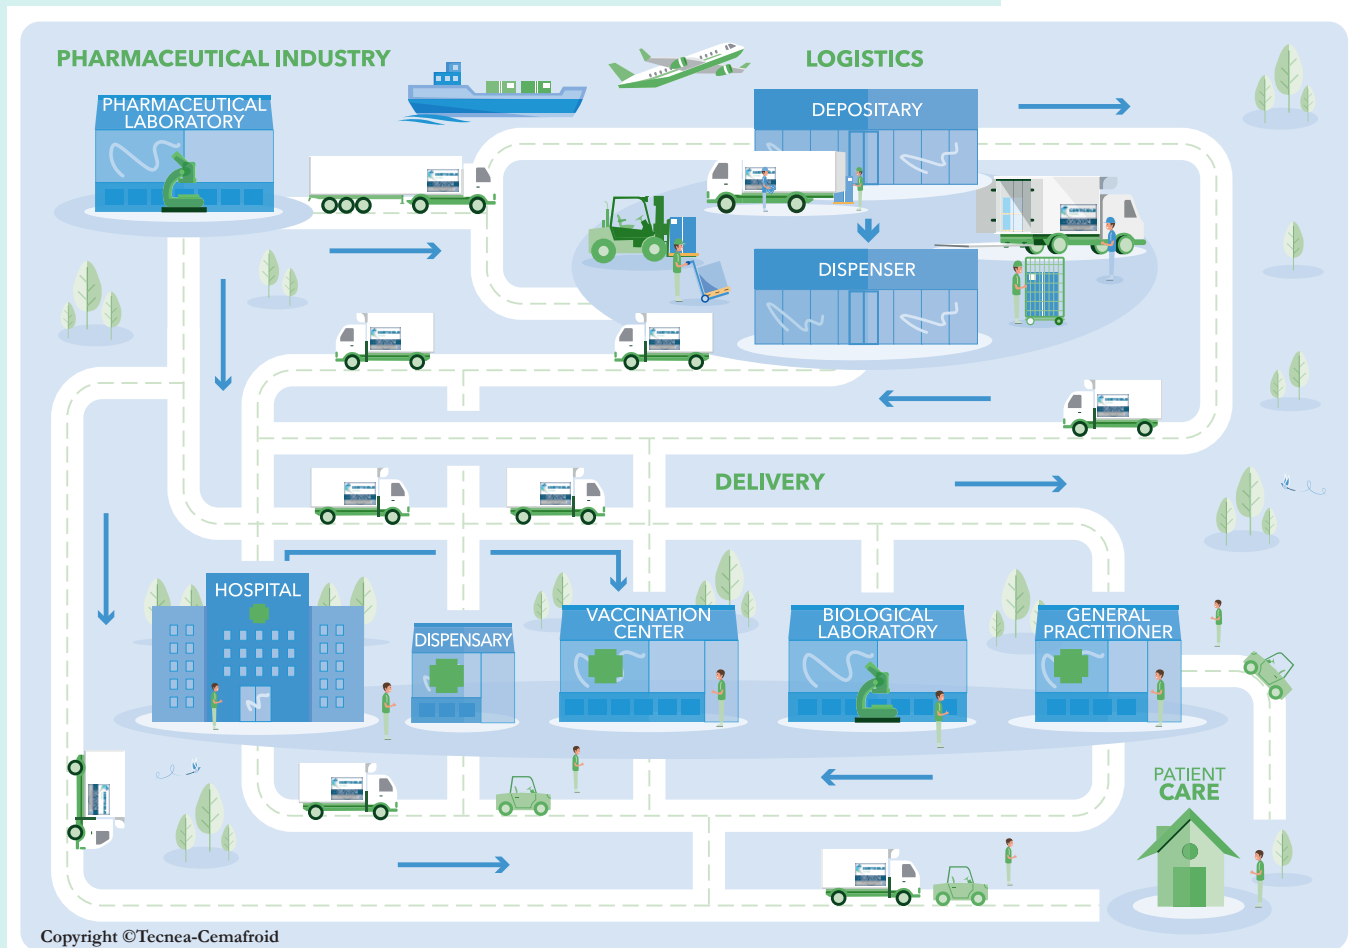 PHARMACEUTICAL INDUSTRY
LOGISTICS
PHARMACEUTICAL
LABORATORY
DEPOSITARY
DISPENSER
DELIVERY
HOSPITAL
DISPENSARY
VACCINATION
CENTER
BIOLOGICAL
LABORATORY
GENERAL
PRACTITIONER
PATIENT
CARE
Copyright ©Tecnea-Cemafroid